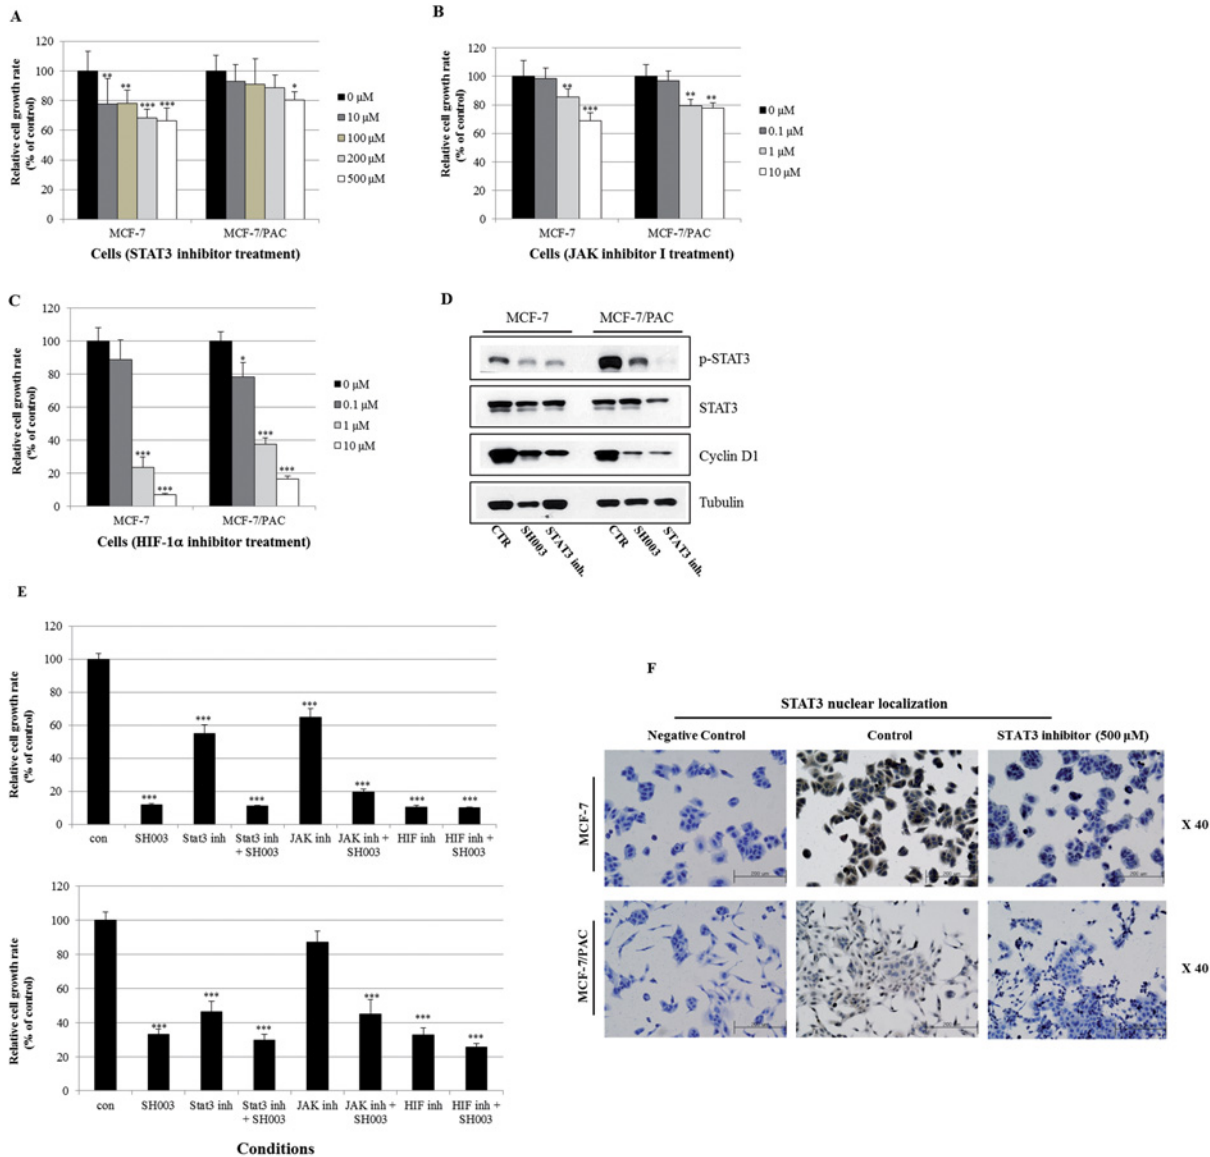 A
Relative cell growth rate
(% of control)
120
100
80
60
40
20
0
** ** *** ***
*
MCF-7 MCF-7/PAC
Cells (STAT3 inhibitor treatment)
0 µM
10 µM
100 µM
200 µM
500 µM
B
Relative cell growth rate
(% of control)
120
100
80
60
40
20
0
** ***
** **
MCF-7 MCF-7/PAC
Cells (JAK inhibitor I treatment)
0 µM
0.1 µM
1 µM
10 µM
C
Relative cell growth rate
(% of control)
120
100
80
60
40
20
0
*** ***
* *** ***
MCF-7 MCF-7/PAC
Cells (HIF-1α inhibitor treatment)
0 µM
0.1 µM
1 µM
10 µM
D
MCF-7 MCF-7/PAC
p-STAT3
STAT3
Cyclin D1
Tubulin
CTR SH003 STAT3 inh. CTR SH003 STAT3 inh.
E
Relative cell growth rate
(% of control)
120
100
80
60
40
20
0
*** *** *** *** *** *** ***
con SH003 Stat3 inh Stat3 inh + SH003 JAK inh JAK inh + SH003 HIF inh HIF inh + SH003
Relative cell growth rate
(% of control)
120
100
80
60
40
20
0
*** *** *** *** *** ***
con SH003 Stat3 inh Stat3 inh + SH003 JAK inh JAK inh + SH003 HIF inh HIF inh + SH003
Conditions
F
STAT3 nuclear localization
Negative Control Control STAT3 inhibitor (500 µM)
MCF-7
X 40
MCF-7/PAC
X 40